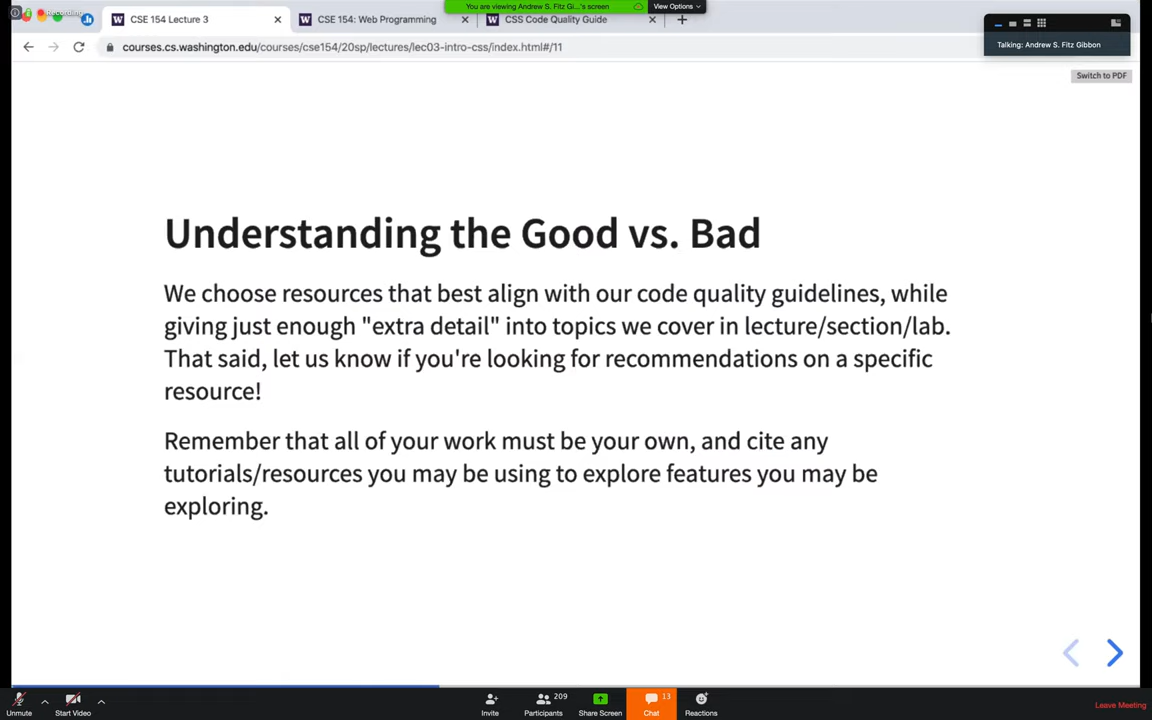 Recording
CSE 154 Lecture 3
CSE 154: Web Programming
CSS Code Quality Guide
You are viewing Andrew S. Fitz Gi...'s screen
View Options
courses.cs.washington.edu/courses/cse154/20sp/lectures/lec03-intro-css/index.html#/11
Talking: Andrew S. Fitz Gibbon
Switch to PDF
Understanding the Good vs. Bad
We choose resources that best align with our code quality guidelines, while
giving just enough "extra detail" into topics we cover in lecture/section/lab.
That said, let us know if you're looking for recommendations on a specific
resource!
Remember that all of your work must be your own, and cite any
tutorials/resources you may be using to explore features you may be
exploring.
Unmute
Start Video
Invite
Participants
209
Share Screen
Chat
13
Reactions
Leave Meeting